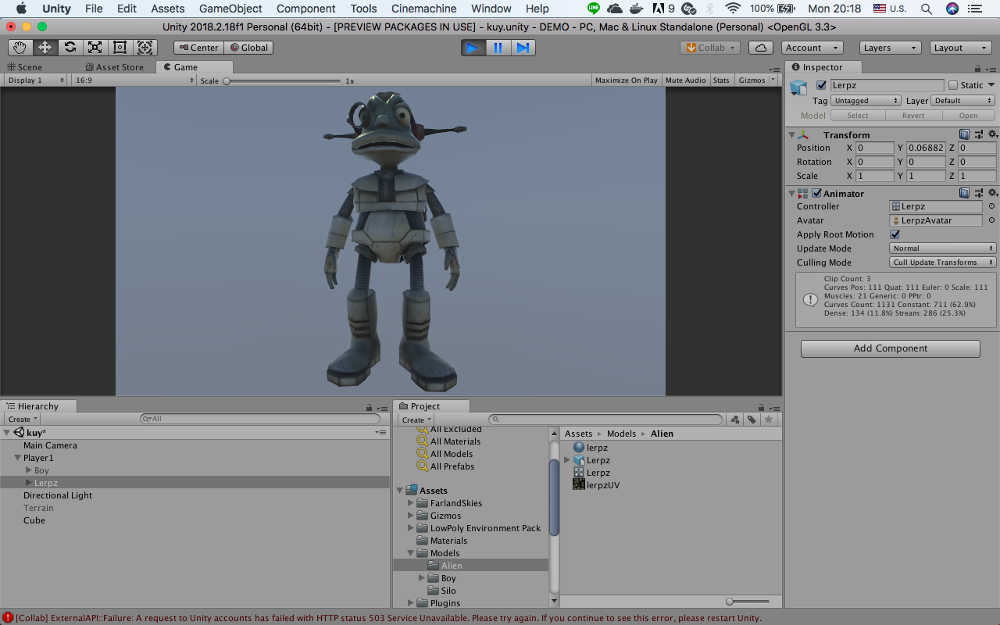 Unity File Edit Assets GameObject Component Tools Cinemachine Window Help 9 100% Mon 20:18 U.S.
Unity 2018.2.18f1 Personal (64bit) - [PREVIEW PACKAGES IN USE] - kuy.unity - DEMO - PC, Mac & Linux Standalone (Personal) <OpenGL 3.3>
Center Global Collab Account Layers Layout
Scene Asset Store Game
Display 1 16:9 Scale 1x Maximize On Play Mute Audio Stats Gizmos
Inspector
Lerpz Static
Tag Untagged Layer Default
Model Select Revert Open
Transform
Position X 0 Y 0.06882 Z 0
Rotation X 0 Y 0 Z 0
Scale X 1 Y 1 Z 1
Animator
Controller Lerpz
Avatar LerpzAvatar
Apply Root Motion
Update Mode Normal
Culling Mode Cull Update Transforms
Clip Count: 3
Curves Pos: 111 Quat: 111 Euler: 0 Scale: 111
Muscles: 21 Generic: 0 PPtr: 0
Curves Count: 1131 Constant: 711 (62.9%)
Dense: 134 (11.8%) Stream: 286 (25.3%)
Add Component
Hierarchy
Create All
kuy*
Main Camera
Player1
Boy
Lerpz
Directional Light
Terrain
Cube
Project
Create
All Excluded
All Materials
All Models
All Prefabs
Assets
FarlandSkies
Gizmos
LowPoly Environment Pack
Materials
Models
Alien
Boy
Silo
Plugins
Assets Models Alien
lerpz
Lerpz
Lerpz
lerpzUV
[Collab] ExternalAPI::Failure: A request to Unity accounts has failed with HTTP status 503 Service Unavailable. Please try again. If you continue to see this error, please restart Unity.